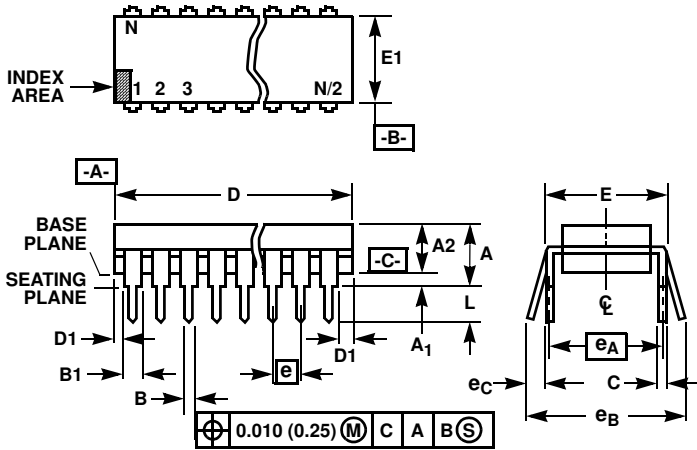 N
E1
INDEX
AREA
1 2 3 N/2
-B-
-A-
D
E
BASE
PLANE
A2
A
-C-
SEATING
PLANE
L
C̸L
D1
A1
D1
eA
B1
e
eC
C
B
eB
⌖ 0.010 (0.25) Ⓜ C A B Ⓢ